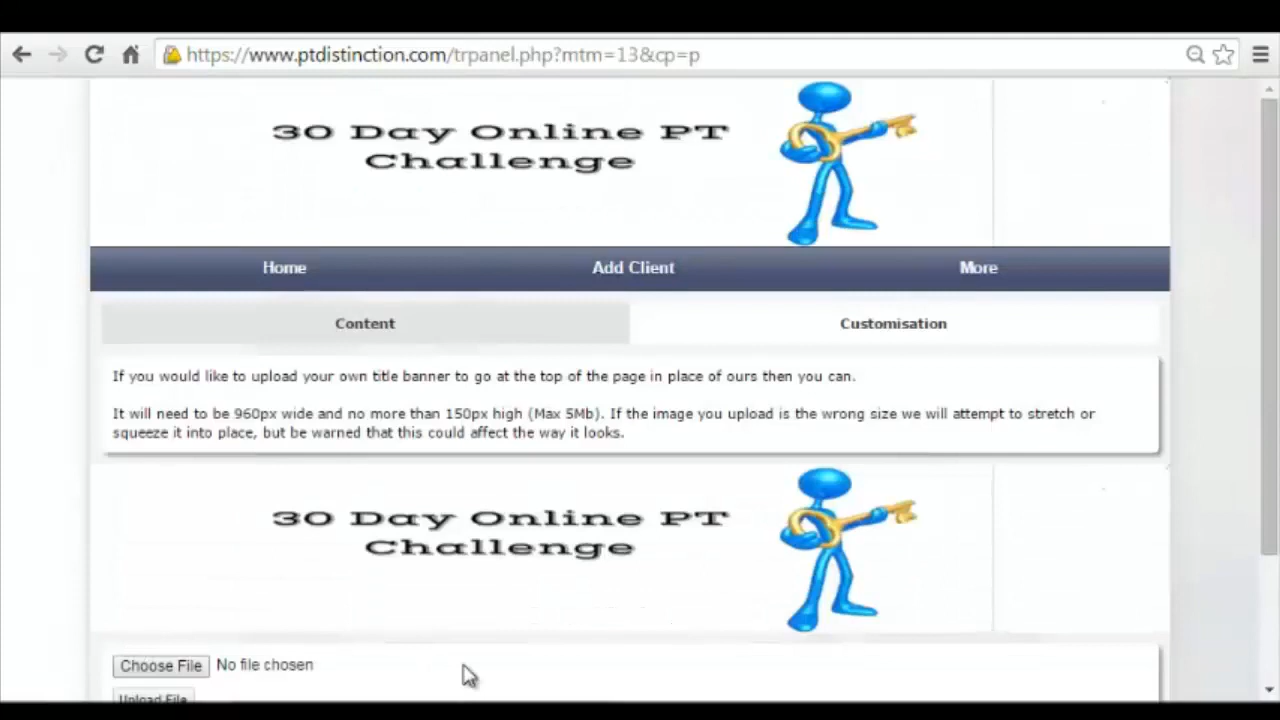 https://www.ptdistinction.com/trpanel.php?mtm=13&cp=p
30 Day Online PT
Challenge
Home Add Client More
Content Customisation
If you would like to upload your own title banner to go at the top of the page in place of ours then you can.
It will need to be 960px wide and no more than 150px high (Max 5Mb). If the image you upload is the wrong size we will attempt to stretch or
squeeze it into place, but be warned that this could affect the way it looks.
30 Day Online PT
Challenge
Choose File No file chosen
Upload File